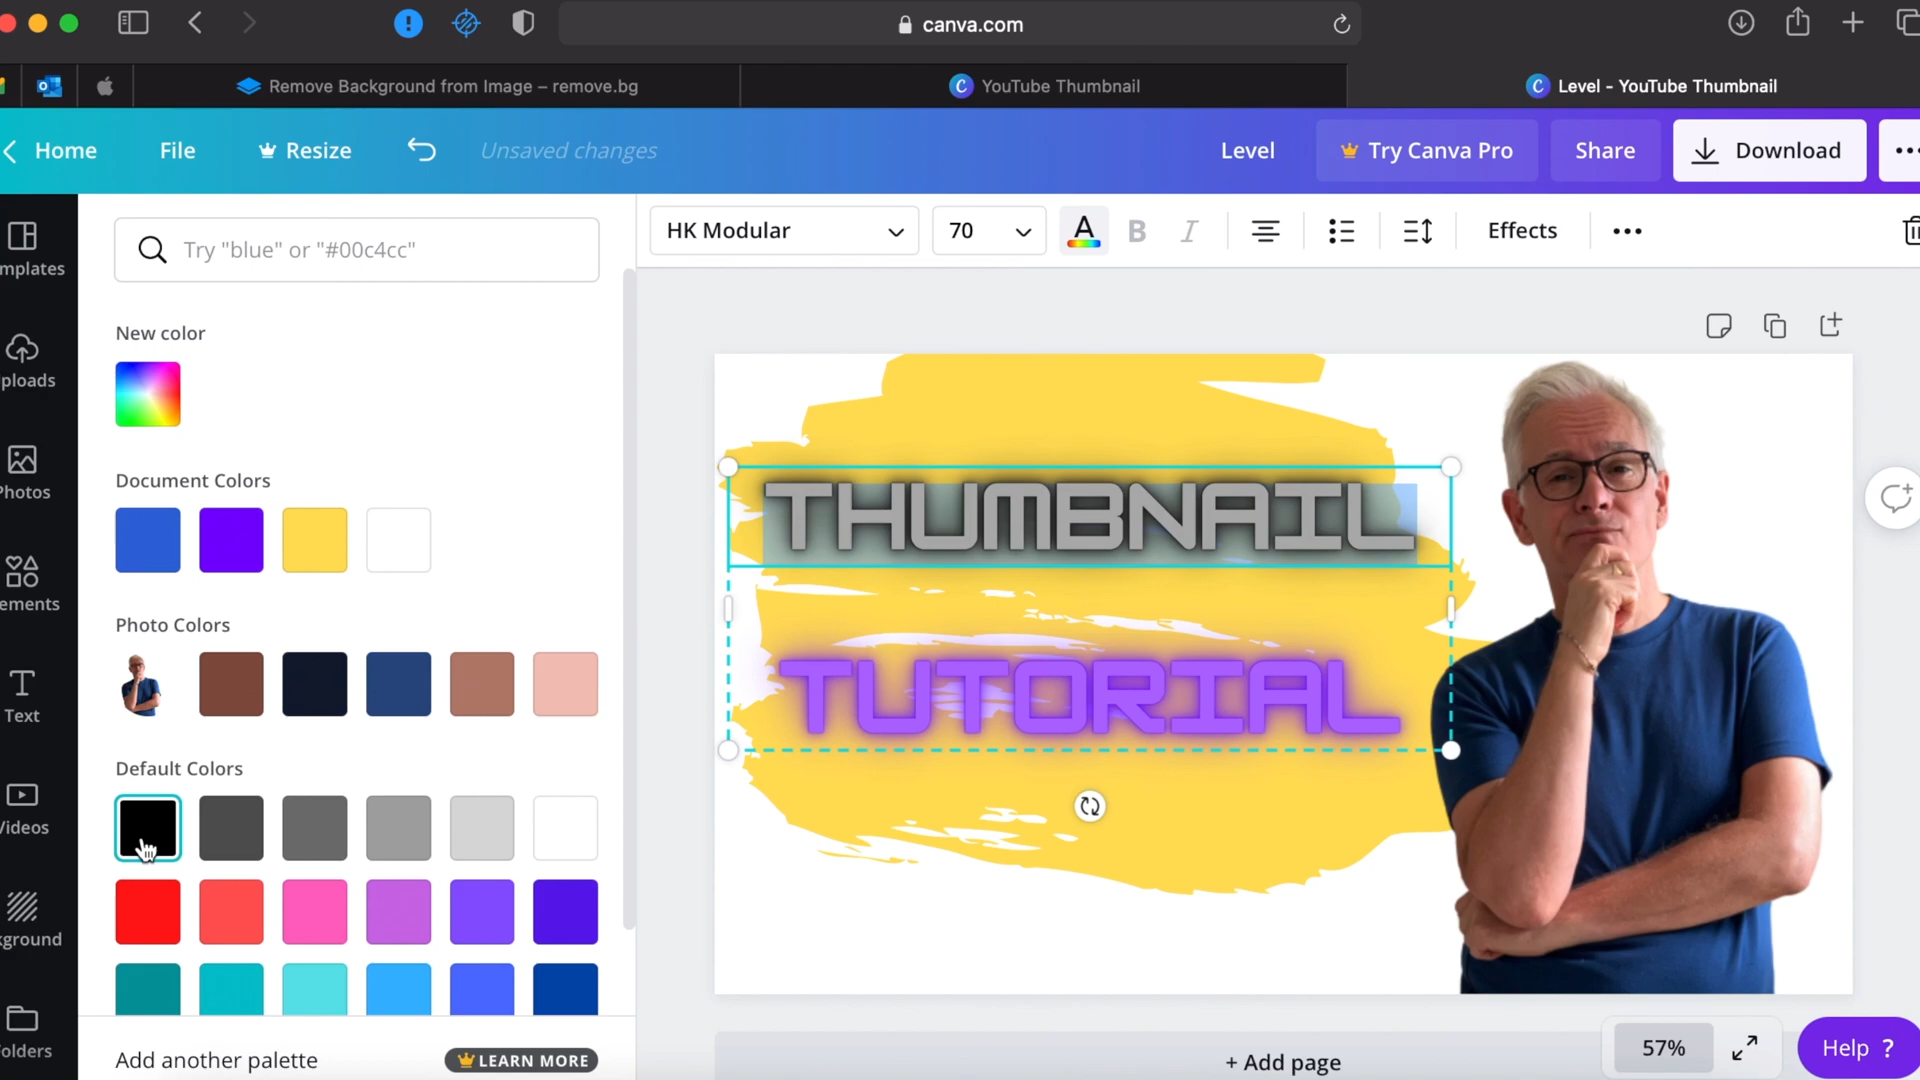 canva.com
Remove Background from Image – remove.bg
YouTube Thumbnail
Level - YouTube Thumbnail
Home
File
Resize
Unsaved changes
Level
Try Canva Pro
Share
Download
mplates
ploads
Photos
ements
Text
Videos
kground
olders
Try "blue" or "#00c4cc"
New color
Document Colors
Photo Colors
Default Colors
Add another palette
LEARN MORE
HK Modular
70
A
B
I
Effects
THUMBNAIL
TUTORIAL
+ Add page
57%
Help ?